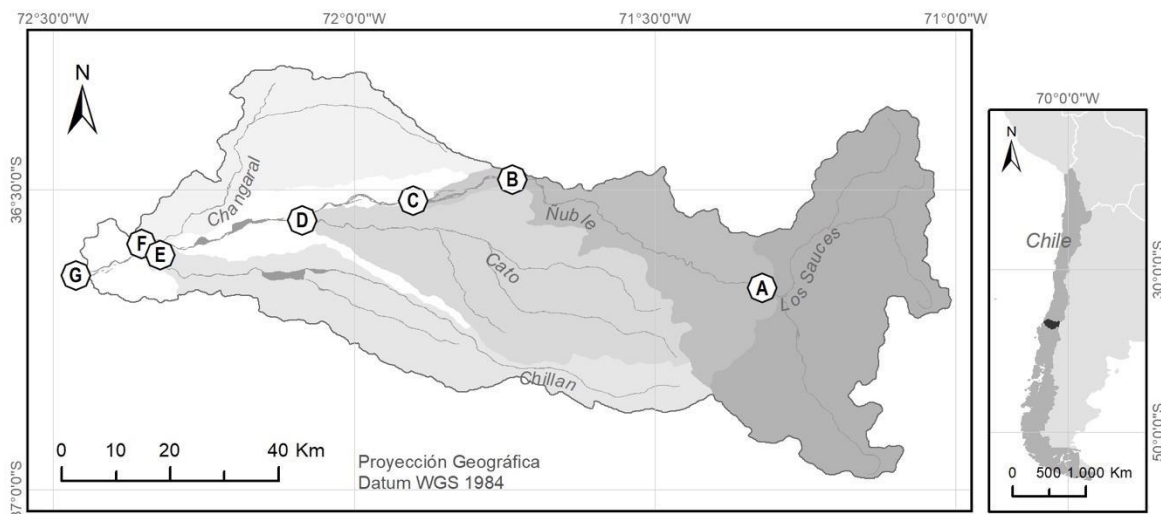 72°30'0"W
72°0'0"W
71°30'0"W
71°0'0"W
N
36°30'0"S
37°0'0"S
Changaral
B
C
Ñuble
D
F
E
G
Cato
A
Los Sauces
Chillan
0 10 20 40 Km
Proyección Geográfica
Datum WGS 1984
70°0'0"W
N
Chile
30°0'0"S
50°0'0"S
0 500 1.000 Km